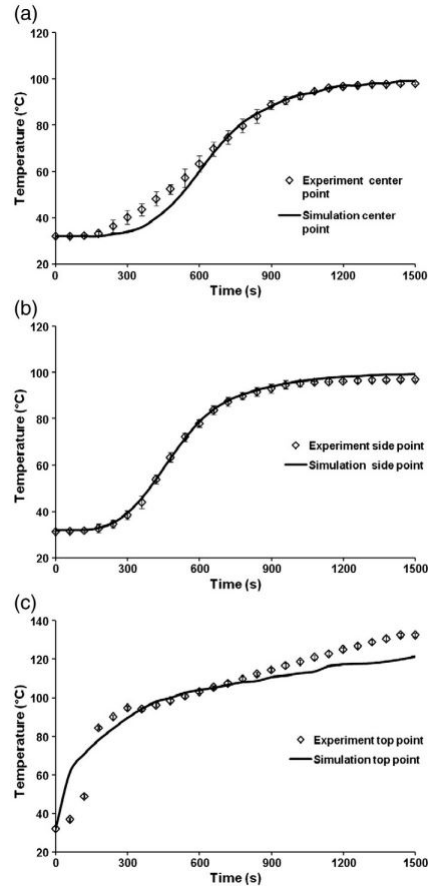 (a)
120
100
80
60
40
20
Temperature (°C)
Experiment center
point
Simulation center
point
0 300 600 900 1200 1500
Time (s)
(b)
120
100
80
60
40
20
Temperature (°C)
Experiment side point
Simulation side point
0 300 600 900 1200 1500
Time (s)
(c)
140
120
100
80
60
40
20
Temperature (°C)
Experiment top point
Simulation top point
0 300 600 900 1200 1500
Time (s)